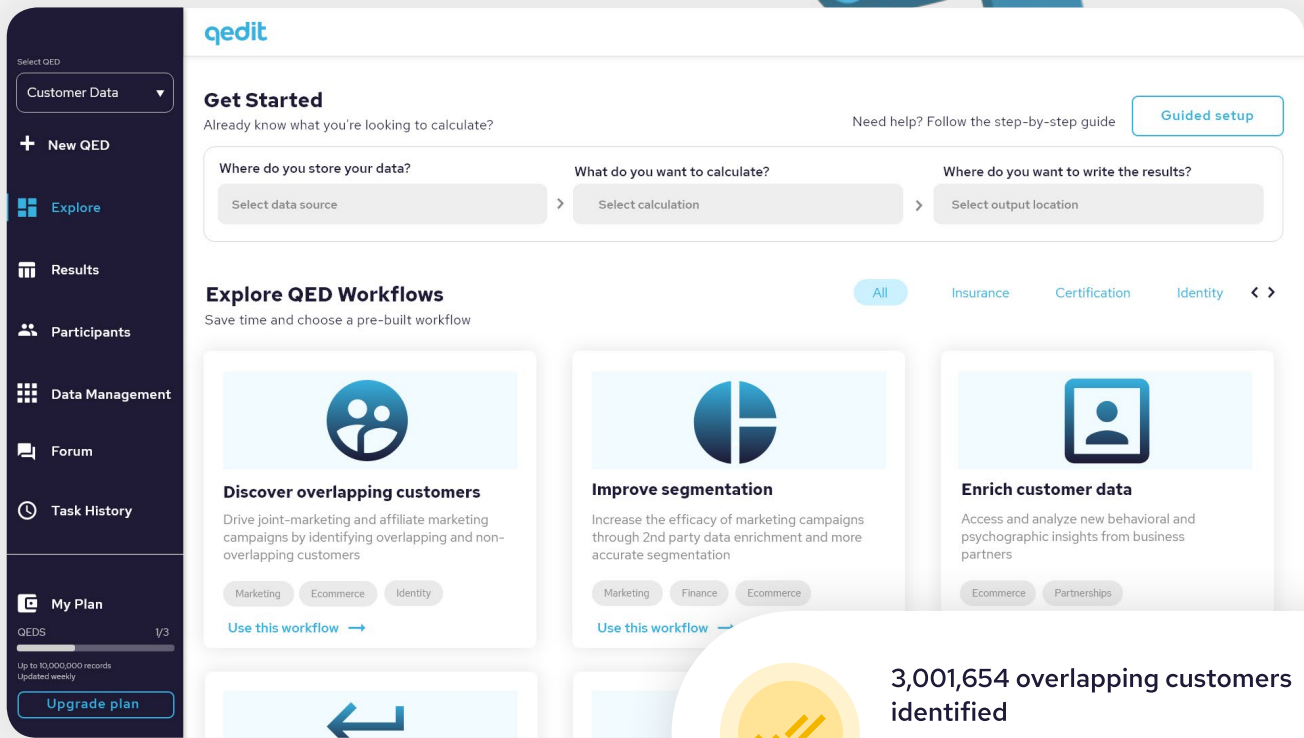 qedit
Select QED
Customer Data
New QED
Explore
Results
Participants
Data Management
Forum
Task History
My Plan
QEDS 1/3
Up to 10,000,000 records
Updated weekly
Upgrade plan
Get Started
Already know what you're looking to calculate?
Need help? Follow the step-by-step guide
Guided setup
Where do you store your data?
Select data source
What do you want to calculate?
Select calculation
Where do you want to write the results?
Select output location
Explore QED Workflows
Save time and choose a pre-built workflow
All Insurance Certification Identity
Discover overlapping customers
Drive joint-marketing and affiliate marketing
campaigns by identifying overlapping and non-
overlapping customers
Marketing Ecommerce Identity
Use this workflow
Improve segmentation
Increase the efficacy of marketing campaigns
through 2nd party data enrichment and more
accurate segmentation
Marketing Finance Ecommerce
Use this workflow
Enrich customer data
Access and analyze new behavioral and
psychographic insights from business
partners
Ecommerce Partnerships
3,001,654 overlapping customers
identified